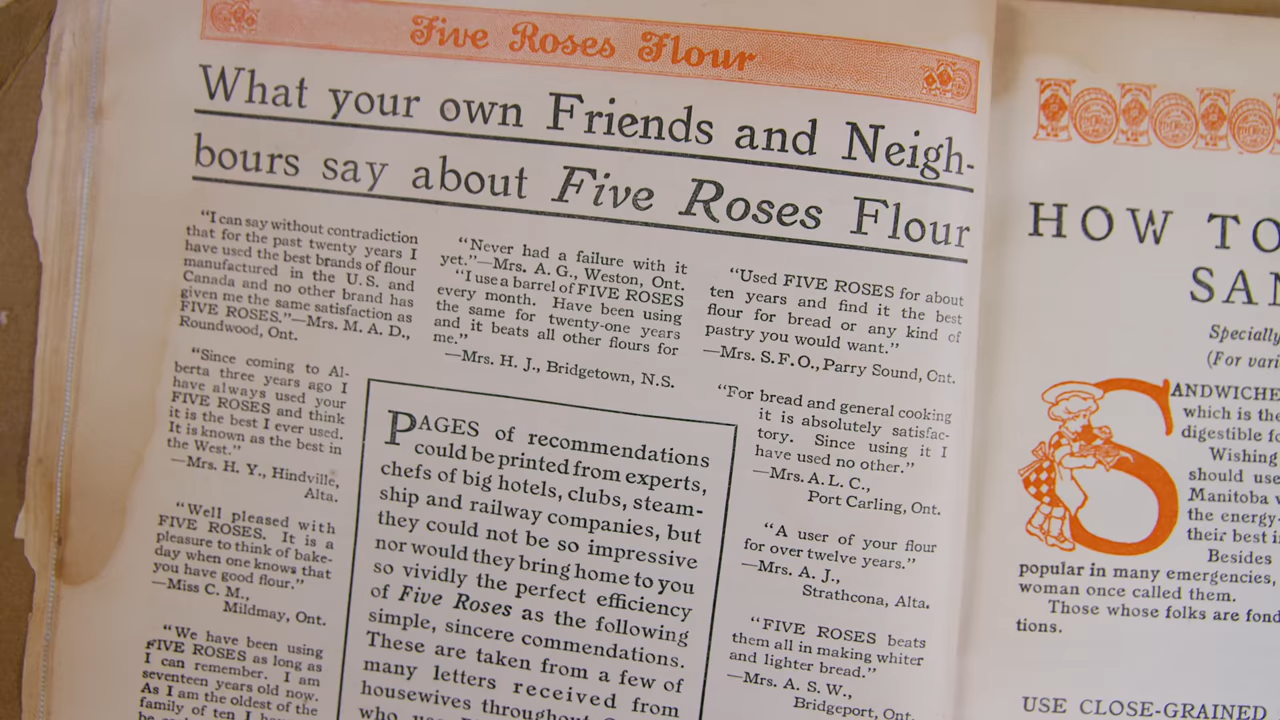 Five Roses Flour
What your own Friends and Neigh-
bours say about Five Roses Flour
"I can say without contradiction
that for the past twenty years I
have used the best brands of flour
manufactured in the U.S. and
Canada and no other brand has
given me the same satisfaction as
FIVE ROSES."—Mrs. M. A. D.,
Roundwood, Ont.
"Since coming to Al-
berta three years ago I
have always used your
FIVE ROSES and think
it is the best I ever used.
It is known as the best in
the West."
—Mrs. H. Y., Hindville,
Alta.
"Well pleased with
FIVE ROSES. It is a
pleasure to think of bake-
day when one knows that
you have good flour."
—Miss C. M.,
Mildmay, Ont.
"We have been using
FIVE ROSES as long as
I can remember. I am
seventeen years old now.
As I am the oldest of the
family of ten I
"Never had a failure with it
yet."—Mrs. A. G., Weston, Ont.
"I use a barrel of FIVE ROSES
every month. Have been using
the same for twenty-one years
and it beats all other flours for
me."
—Mrs. H. J., Bridgetown, N.S.
PAGES of recommendations
could be printed from experts,
chefs of big hotels, clubs, steam-
ship and railway companies, but
they could not be so impressive
nor would they bring home to you
so vividly the perfect efficiency
of Five Roses as the following
simple, sincere commendations.
These are taken from a few of
many letters received from
housewives throughout
who
"Used FIVE ROSES for about
ten years and find it the best
flour for bread or any kind of
pastry you would want."
—Mrs. S. F. O., Parry Sound, Ont.
"For bread and general cooking
it is absolutely satisfac-
tory. Since using it I
have used no other."
—Mrs. A. L. C.,
Port Carling, Ont.
"A user of your flour
for over twelve years."
—Mrs. A. J.,
Strathcona, Alta.
"FIVE ROSES beats
them all in making whiter
and lighter bread."
—Mrs. A. S. W.,
Bridgeport, Ont.
HOW TO
SAN
Specially
(For vari
SANDWICHE
which is the
digestible fo
Wishing
should use
Manitoba
the energy,
their best i
Besides
popular in many emergencies,
woman once called them.
Those whose folks are fond
tions.
USE CLOSE-GRAINED